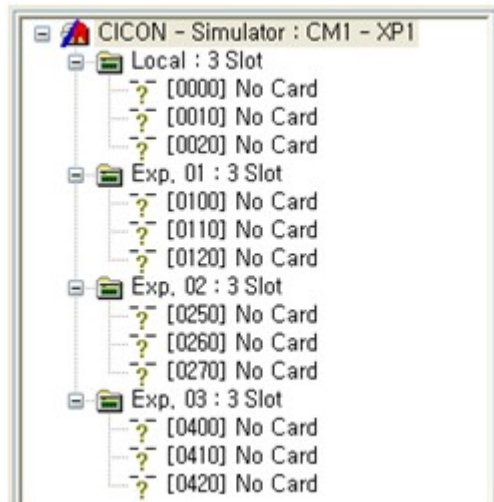 CICON - Simulator : CM1 - XP1
Local : 3 Slot
[0000] No Card
[0010] No Card
[0020] No Card
Exp. 01 : 3 Slot
[0100] No Card
[0110] No Card
[0120] No Card
Exp. 02 : 3 Slot
[0250] No Card
[0260] No Card
[0270] No Card
Exp. 03 : 3 Slot
[0400] No Card
[0410] No Card
[0420] No Card